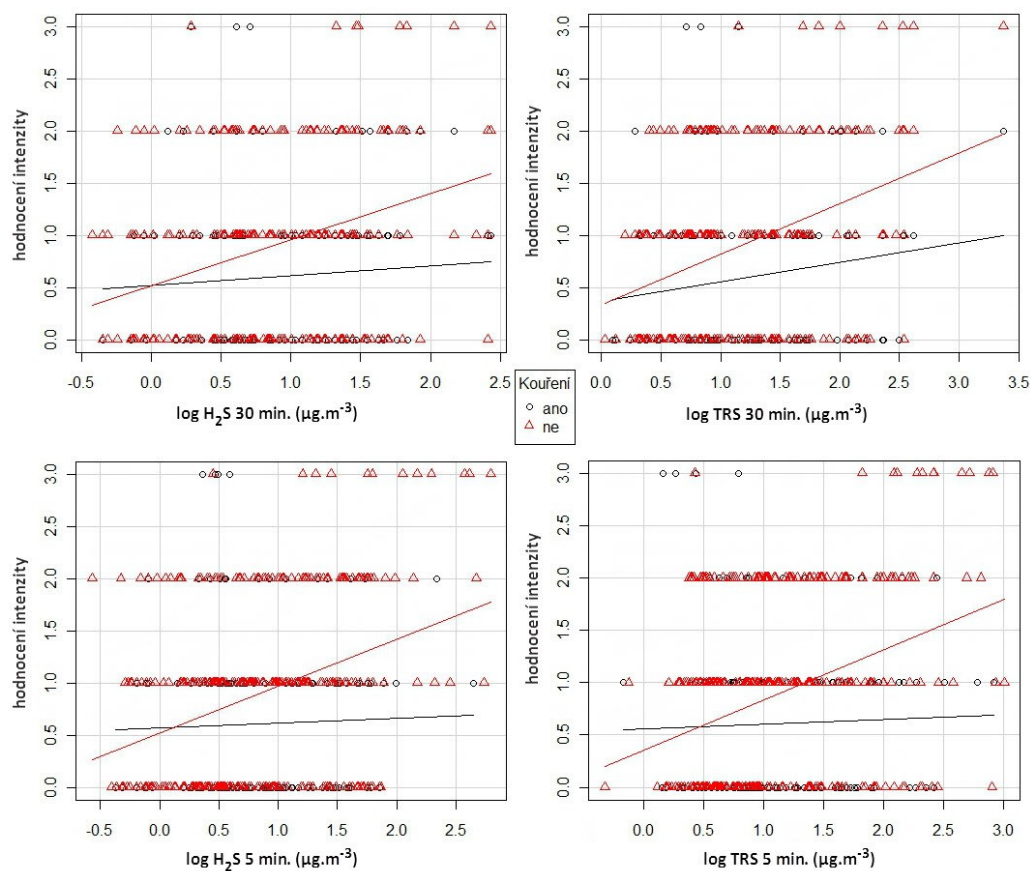 hodnocení intenzity
0.0 0.5 1.0 1.5 2.0 2.5 3.0
-0.5 0.0 0.5 1.0 1.5 2.0 2.5
log H₂S 30 min. (µg.m⁻³)
hodnocení intenzity
0.0 0.5 1.0 1.5 2.0 2.5 3.0
0.0 0.5 1.0 1.5 2.0 2.5 3.0 3.5
log TRS 30 min. (µg.m⁻³)
Kouření
ano
ne
hodnocení intenzity
0.0 0.5 1.0 1.5 2.0 2.5 3.0
-0.5 0.0 0.5 1.0 1.5 2.0 2.5
log H₂S 5 min. (µg.m⁻³)
hodnocení intenzity
0.0 0.5 1.0 1.5 2.0 2.5 3.0
0.0 0.5 1.0 1.5 2.0 2.5 3.0
log TRS 5 min. (µg.m⁻³)